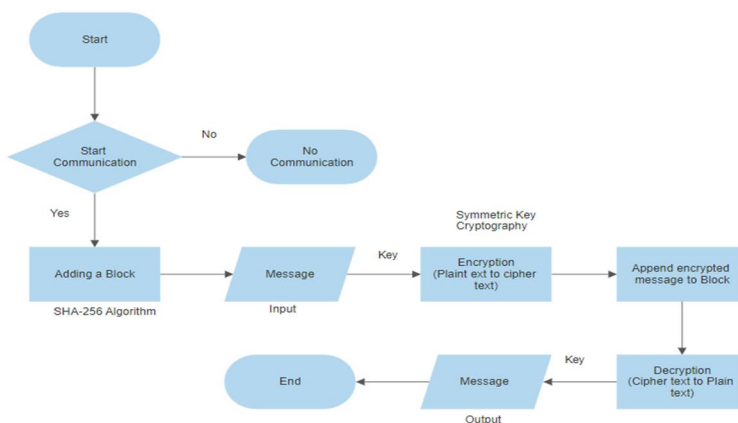 Start
Start
Communication
No
No
Communication
Yes
Adding a Block
SHA-256 Algorithm
Message
Input
Key
Symmetric Key
Cryptography
Encryption
(Plaint ext to cipher
text)
Append encrypted
message to Block
Decryption
(Cipher text to Plain
text)
Key
Message
Output
End